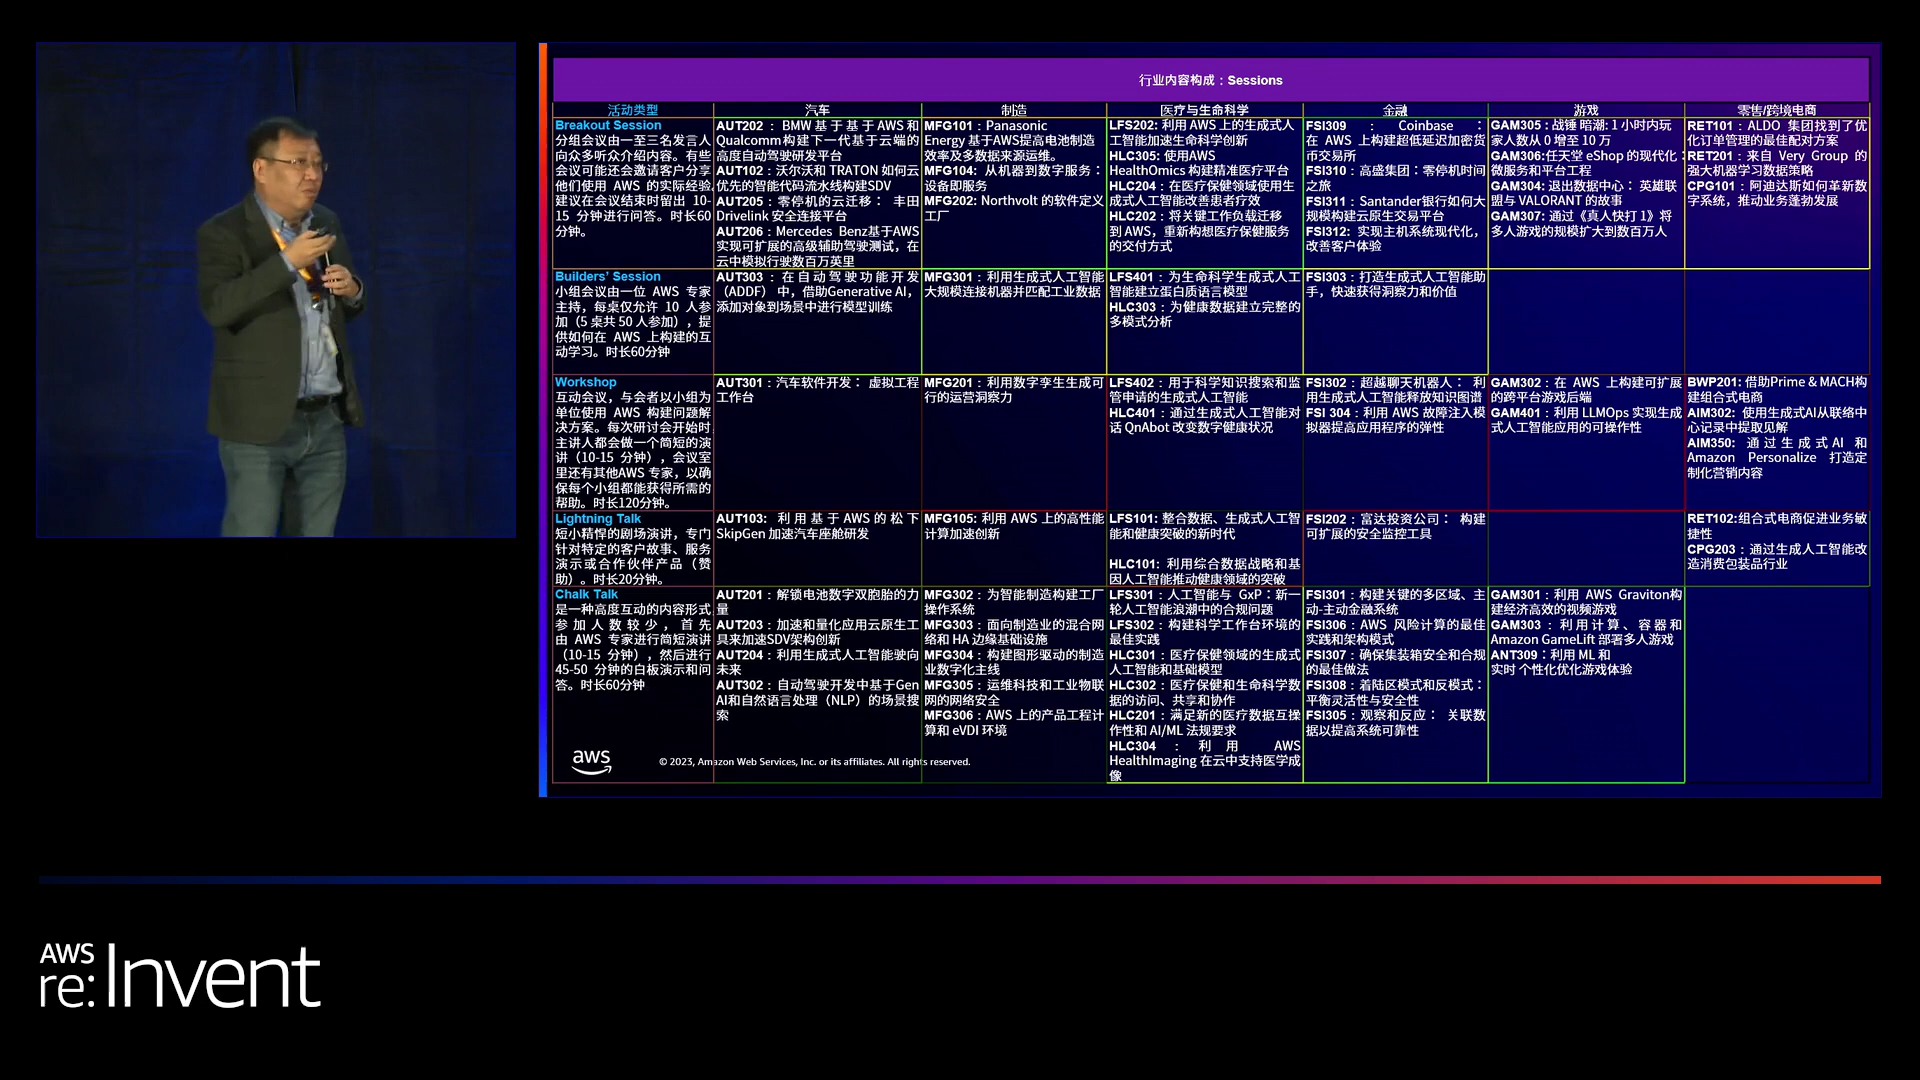 行业内容构成：Sessions
活动类型
汽车
制造
医疗与生命科学
金融
游戏
零售/跨境电商
Breakout Session
分组会议由一至三名发言人
向众多听众介绍内容。有些
会议可能还会邀请客户分享
他们使用 AWS 的实际经验.
建议在会议结束时留出 10-
15 分钟进行问答。时长60
分钟。
AUT202： BMW基于基于AWS和
Qualcomm构建下一代基于云端的
高度自动驾驶研发平台
AUT102：沃尔沃和 TRATON 如何云
优先的智能代码流水线构建SDV
AUT205：零停机的云迁移： 丰田
Drivelink 安全连接平台
AUT206：Mercedes Benz基于AWS
实现可扩展的高级辅助驾驶测试，在
云中模拟行驶数百万英里
MFG101：Panasonic
Energy 基于AWS提高电池制造
效率及多数据来源运维。
MFG104: 从机器到数字服务：
设备即服务
MFG202: Northvolt 的软件定义
工厂
LFS202: 利用 AWS 上的生成式人
工智能加速生命科学创新
HLC305: 使用AWS
HealthOmics 构建精准医疗平台
HLC204：在医疗保健领域使用生
成式人工智能改善患者疗效
HLC202：将关键工作负载迁移
到 AWS，重新构想医疗保健服务
的交付方式
FSI309 ： Coinbase ：
在 AWS 上构建超低延迟加密货
币交易所
FSI310：高盛集团：零停机时间
之旅
FSI311：Santander银行如何大
规模构建云原生交易平台
FSI312: 实现主机系统现代化，
改善客户体验
GAM305：战锤 暗潮: 1 小时内玩
家人数从 0 增至 10 万
GAM306:任天堂 eShop 的现代化：
微服务和平台工程
GAM304: 退出数据中心： 英雄联
盟与 VALORANT 的故事
GAM307: 通过《真人快打 1》将
多人游戏的规模扩大到数百万人
RET101：ALDO 集团找到了优
化订单管理的最佳配对方案
RET201：来自 Very Group 的
强大机器学习数据策略
CPG101：阿迪达斯如何革新数
字系统，推动业务蓬勃发展
Builders’ Session
小组会议由一位 AWS 专家
主持，每桌仅允许 10 人参
加（5 桌共 50 人参加），提
供如何在 AWS 上构建的互
动学习。时长60分钟
AUT303：在自动驾驶功能开发
（ADDF）中，借助Generative AI，
添加对象到场景中进行模型训练
MFG301：利用生成式人工智能
大规模连接机器并匹配工业数据
LFS401：为生命科学生成式人工
智能建立蛋白质语言模型
HLC303：为健康数据建立完整的
多模式分析
FSI303：打造生成式人工智能助
手，快速获得洞察力和价值
Workshop
互动会议，与会者以小组为
单位使用 AWS 构建问题解
决方案。每次研讨会开始时
主讲人都会做一个简短的演
讲（10-15 分钟），会议室
里还有其他AWS 专家，以确
保每个小组都能获得所需的
帮助。时长120分钟。
AUT301：汽车软件开发： 虚拟工程
工作台
MFG201：利用数字孪生生成可
行的运营洞察力
LFS402：用于科学知识搜索和监
管申请的生成式人工智能
HLC401：通过生成式人工智能对
话 QnAbot 改变数字健康状况
FSI302：超越聊天机器人： 利
用生成式人工智能释放知识图谱
FSI 304：利用 AWS 故障注入模
拟器提高应用程序的弹性
GAM302：在 AWS 上构建可扩展
的跨平台游戏后端
GAM401：利用 LLMOps 实现生成
式人工智能应用的可操作性
BWP201: 借助Prime & MACH构
建组合式电商
AIM302: 使用生成式AI从联络中
心记录中提取见解
AIM350: 通过生成式AI 和
Amazon Personalize 打造定
制化营销内容
Lightning Talk
短小精悍的剧场演讲，专门
针对特定的客户故事、服务
演示或合作伙伴产品（赞
助）。时长20分钟。
AUT103: 利用基于AWS的松下
SkipGen 加速汽车座舱研发
MFG105: 利用 AWS 上的高性能
计算加速创新
LFS101: 整合数据、生成式人工智
能和健康突破的新时代
HLC101: 利用综合数据战略和基
因人工智能推动健康领域的突破
FSI202：富达投资公司： 构建
可扩展的安全监控工具
RET102:组合式电商促进业务敏
捷性
CPG203：通过生成人工智能改
造消费包装品行业
Chalk Talk
是一种高度互动的内容形式
参加人数较少，首先
由 AWS 专家进行简短演讲
（10-15 分钟），然后进行
45-50 分钟的白板演示和问
答。时长60分钟
AUT201：解锁电池数字双胞胎的力
量
AUT203：加速和量化应用云原生工
具来加速SDV架构创新
AUT204：利用生成式人工智能驶向
未来
AUT302：自动驾驶开发中基于Gen
AI和自然语言处理（NLP）的场景搜
索
MFG302：为智能制造构建工厂
操作系统
MFG303：面向制造业的混合网
络和 HA 边缘基础设施
MFG304：构建图形驱动的制造
业数字化主线
MFG305：运维科技和工业物联
网的网络安全
MFG306：AWS 上的产品工程计
算和 eVDI 环境
LFS301：人工智能与 GxP：新一
轮人工智能浪潮中的合规问题
LFS302：构建科学工作台环境的
最佳实践
HLC301：医疗保健领域的生成式
人工智能和基础模型
HLC302：医疗保健和生命科学数
据的访问、共享和协作
HLC201：满足新的医疗数据互操
作性和 AI/ML 法规要求
HLC304 ： 利用 AWS
HealthImaging 在云中支持医学成
像
FSI301：构建关键的多区域、主
动-主动金融系统
FSI306：AWS 风险计算的最佳
实践和架构模式
FSI307：确保集装箱安全和合规
的最佳做法
FSI308：着陆区模式和反模式：
平衡灵活性与安全性
FSI305：观察和反应： 关联数
据以提高系统可靠性
GAM301：利用 AWS Graviton构
建经济高效的视频游戏
GAM303：利用计算、容器和
Amazon GameLift 部署多人游戏
ANT309：利用 ML 和
实时 个性化优化游戏体验
aws
© 2023, Amazon Web Services, Inc. or its affiliates. All rights reserved.
AWS
re:Invent